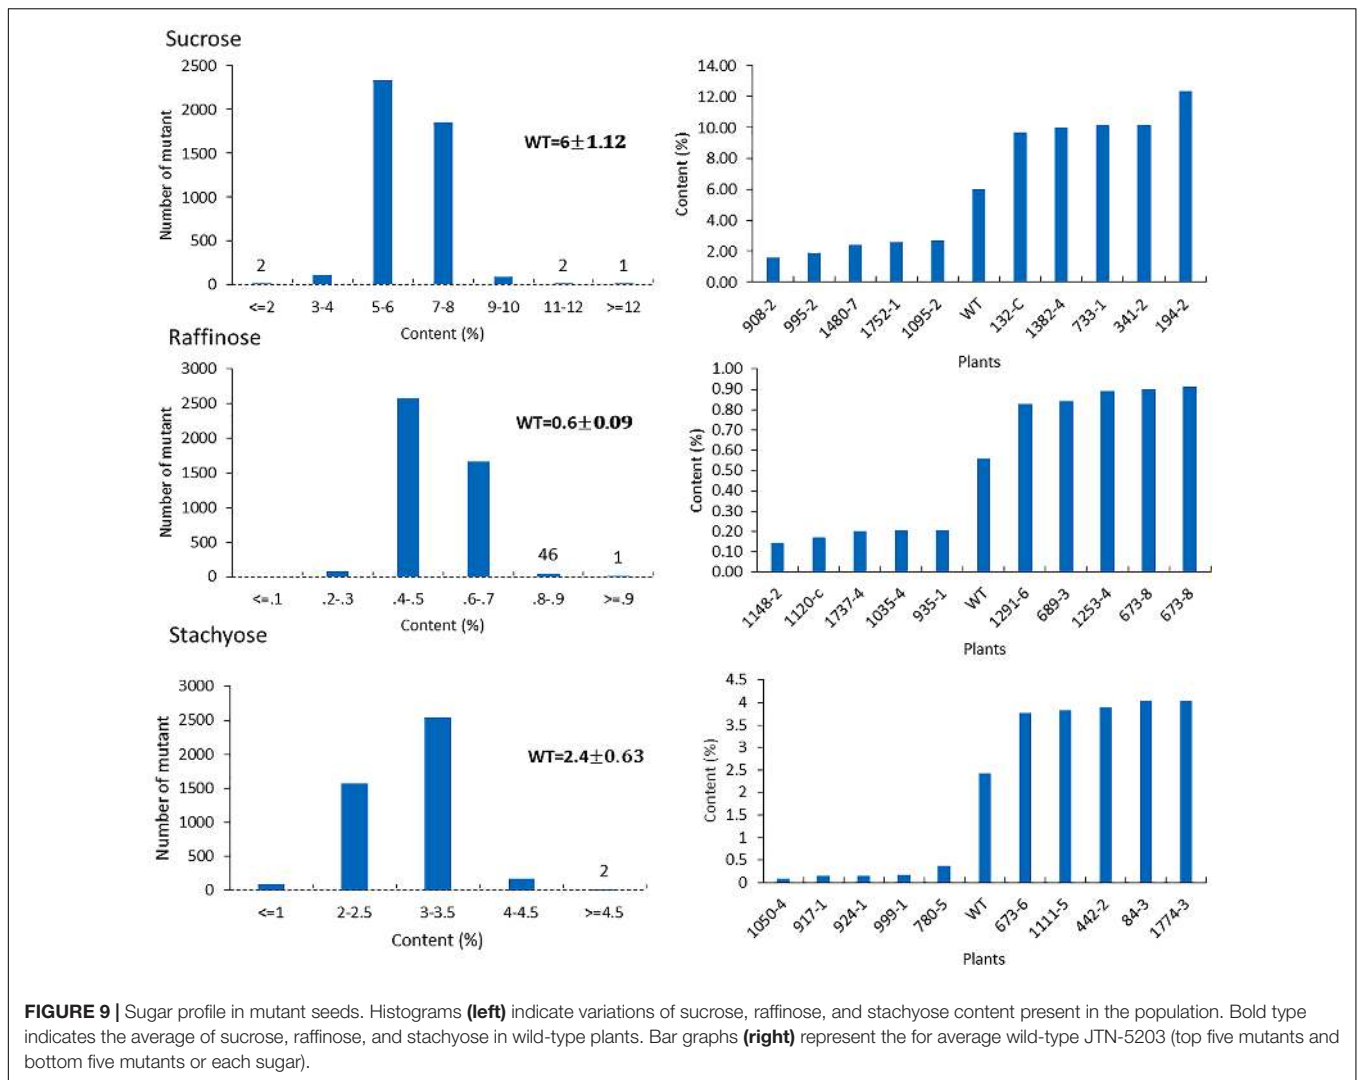 Sucrose
2500
2000
1500
1000
500
0
Number of mutant
2
2
1
WT=6±1.12
<=2 3-4 5-6 7-8 9-10 11-12 >=12
Content (%)
14.00
12.00
10.00
8.00
6.00
4.00
2.00
0.00
Content (%)
908-2 995-2 1480-7 1752-1 1095-2 WT 132-C 1382-4 733-1 341-2 194-2
Plants
Raffinose
3000
2500
2000
1500
1000
500
0
Number of mutant
46
1
WT=0.6±0.09
<=.1 .2-.3 .4-.5 .6-.7 .8-.9 >=.9
Content (%)
1.00
0.90
0.80
0.70
0.60
0.50
0.40
0.30
0.20
0.10
0.00
Content (%)
1148-2 1120-c 1737-4 1035-4 935-1 WT 1291-6 689-3 1253-4 673-8 673-8
Plants
Stachyose
3000
2500
2000
1500
1000
500
0
Number of mutant
2
WT=2.4±0.63
<=1 2-2.5 3-3.5 4-4.5 >=4.5
Content (%)
4.5
4
3.5
3
2.5
2
1.5
1
0.5
0
Content (%)
1050-4 917-1 924-1 999-1 780-5 WT 673-6 1111-5 442-2 84-3 1774-3
Plants
FIGURE 9 | Sugar profile in mutant seeds. Histograms (left) indicate variations of sucrose, raffinose, and stachyose content present in the population. Bold type
indicates the average of sucrose, raffinose, and stachyose in wild-type plants. Bar graphs (right) represent the for average wild-type JTN-5203 (top five mutants and
bottom five mutants or each sugar).